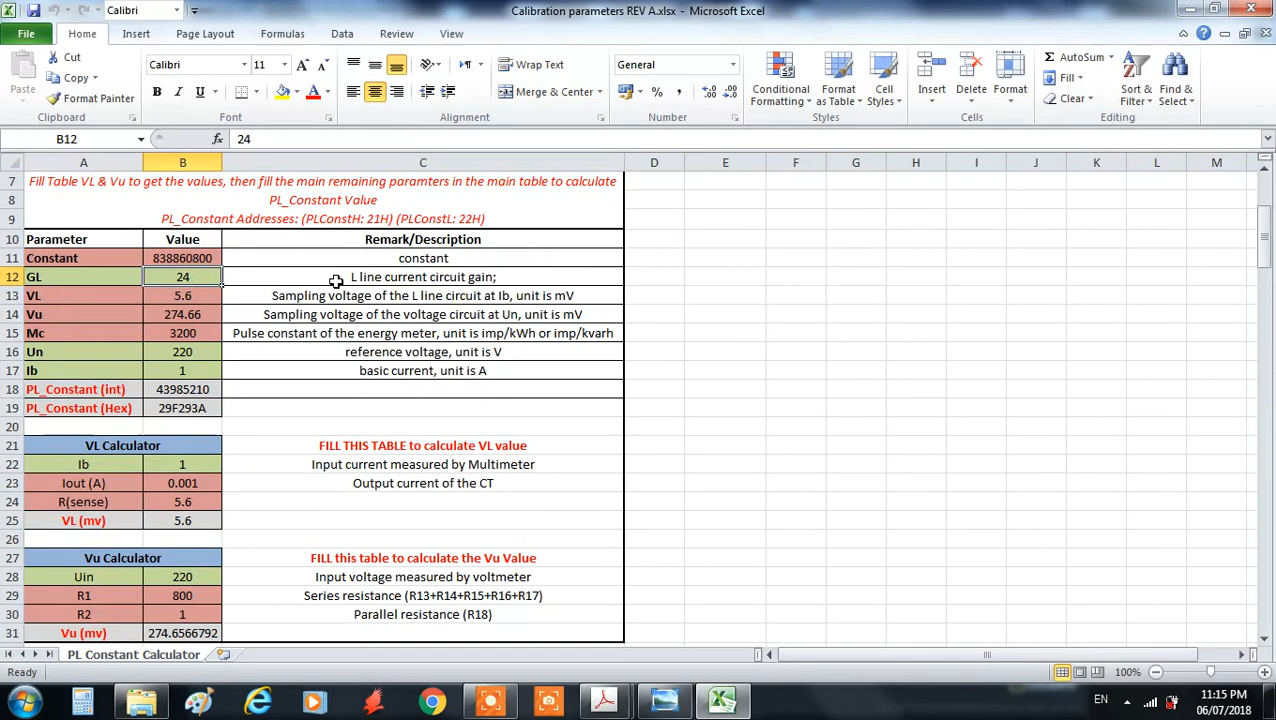 Calibration parameters REV A.xlsx - Microsoft Excel
Calibri
File Home Insert Page Layout Formulas Data Review View
Cut
Copy
Format Painter
Paste
Clipboard
Calibri 11
B I U
Font
Wrap Text
Merge & Center
Alignment
General
Number
Conditional Formatting
Format as Table
Cell Styles
Styles
Insert Delete Format
Cells
AutoSum
Fill
Clear
Sort & Filter
Find & Select
Editing
B12 fx 24
A B C D E F G H I J K L M
7 Fill Table VL & Vu to get the values, then fill the main remaining paramters in the main table to calculate
8 PL_Constant Value
9 PL_Constant Addresses: (PLConstH: 21H) (PLConstL: 22H)
10 Parameter Value Remark/Description
11 Constant 838860800 constant
12 GL 24 L line current circuit gain;
13 VL 5.6 Sampling voltage of the L line circuit at Ib, unit is mV
14 Vu 274.66 Sampling voltage of the voltage circuit at Un, unit is mV
15 Mc 3200 Pulse constant of the energy meter, unit is imp/kWh or imp/kvarh
16 Un 220 reference voltage, unit is V
17 Ib 1 basic current, unit is A
18 PL_Constant (int) 43985210
19 PL_Constant (Hex) 29F293A
20
21 VL Calculator FILL THIS TABLE to calculate VL value
22 Ib 1 Input current measured by Multimeter
23 Iout (A) 0.001 Output current of the CT
24 R(sense) 5.6
25 VL (mv) 5.6
26
27 Vu Calculator FILL this table to calculate the Vu Value
28 Uin 220 Input voltage measured by voltmeter
29 R1 800 Series resistance (R13+R14+R15+R16+R17)
30 R2 1 Parallel resistance (R18)
31 Vu (mv) 274.6566792
PL Constant Calculator
Ready 100%
EN 11:15 PM
06/07/2018